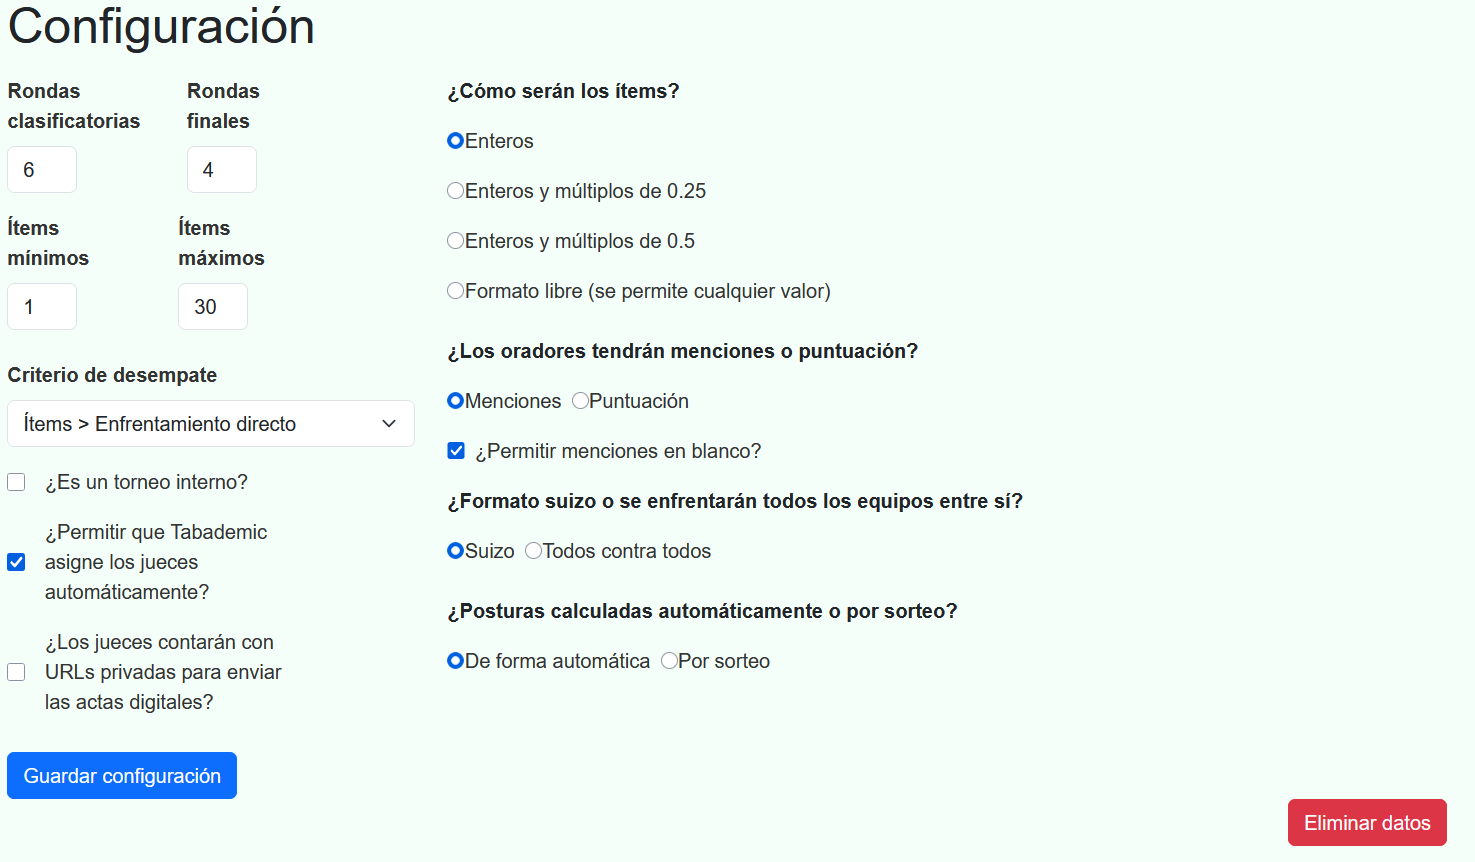 Configuración
Rondas
clasificatorias
6
Rondas
finales
4
Ítems
mínimos
1
Ítems
máximos
30
Criterio de desempate
Ítems > Enfrentamiento directo
¿Es un torneo interno?
¿Permitir que Tabademic
asigne los jueces
automáticamente?
¿Los jueces contarán con
URLs privadas para enviar
las actas digitales?
Guardar configuración
¿Cómo serán los ítems?
Enteros
Enteros y múltiplos de 0.25
Enteros y múltiplos de 0.5
Formato libre (se permite cualquier valor)
¿Los oradores tendrán menciones o puntuación?
Menciones Puntuación
¿Permitir menciones en blanco?
¿Formato suizo o se enfrentarán todos los equipos entre sí?
Suizo Todos contra todos
¿Posturas calculadas automáticamente o por sorteo?
De forma automática Por sorteo
Eliminar datos